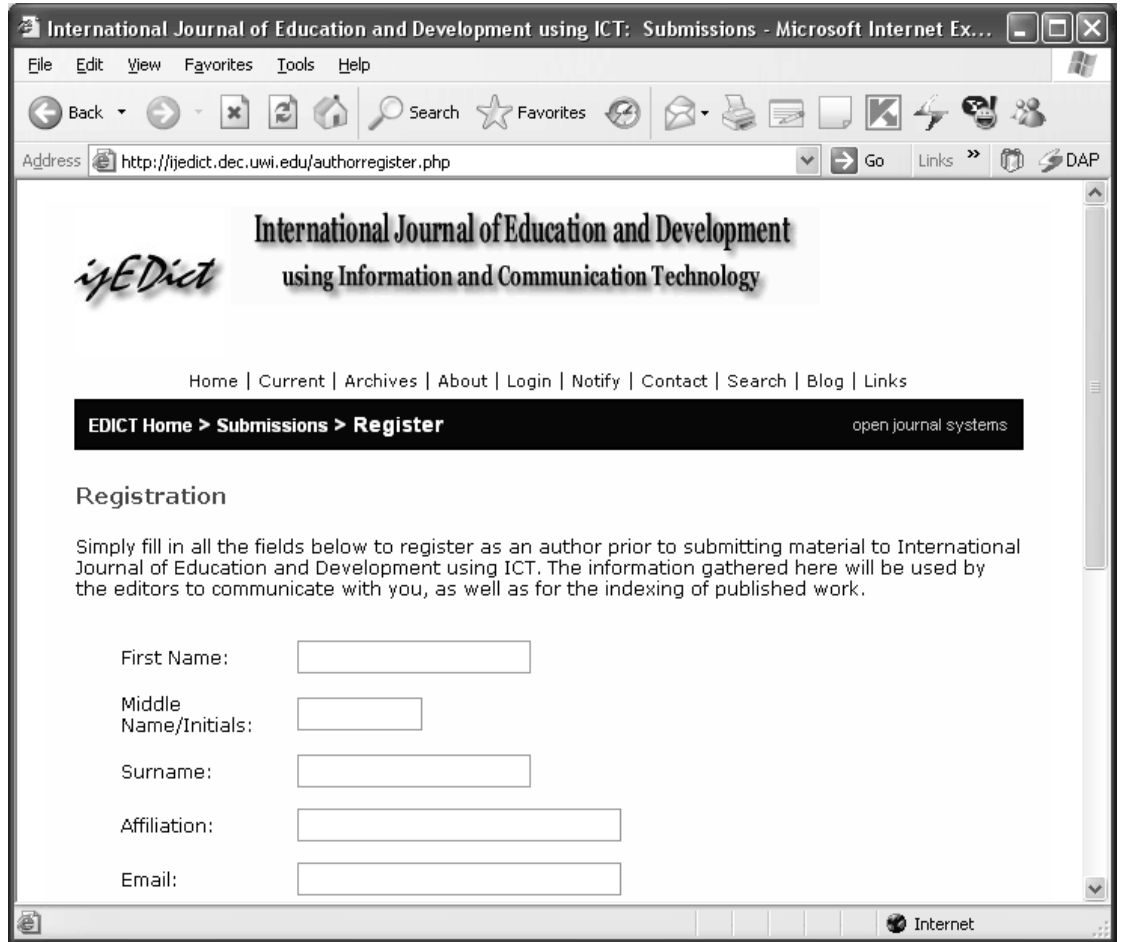 International Journal of Education and Development using ICT: Submissions - Microsoft Internet Ex...
File Edit View Favorites Tools Help
Back Search Favorites
Address http://ijedict.dec.uwi.edu/authorregister.php Go Links » DAP
International Journal of Education and Development
ijEDict using Information and Communication Technology
Home | Current | Archives | About | Login | Notify | Contact | Search | Blog | Links
EDICT Home > Submissions > Register open journal systems
Registration
Simply fill in all the fields below to register as an author prior to submitting material to International
Journal of Education and Development using ICT. The information gathered here will be used by
the editors to communicate with you, as well as for the indexing of published work.
First Name:
Middle
Name/Initials:
Surname:
Affiliation:
Email:
Internet